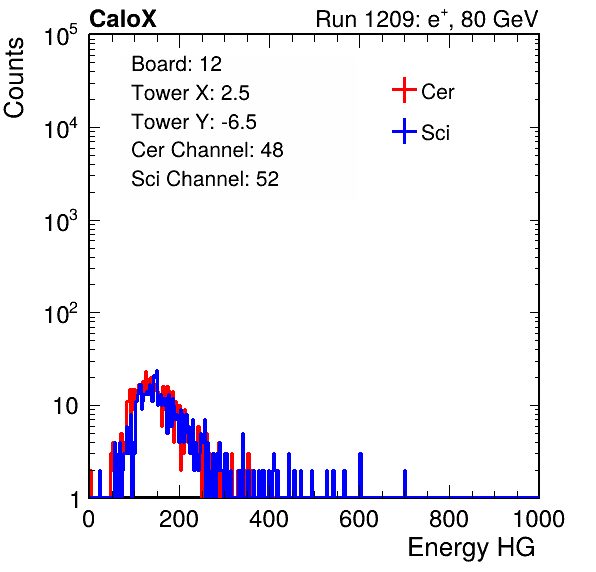 CaloX Run 1209: e⁺, 80 GeV
Counts
10⁵
10⁴
10³
10²
10
1
Board: 12
Tower X: 2.5
Tower Y: -6.5
Cer Channel: 48
Sci Channel: 52
Cer
Sci
0 200 400 600 800 1000
Energy HG